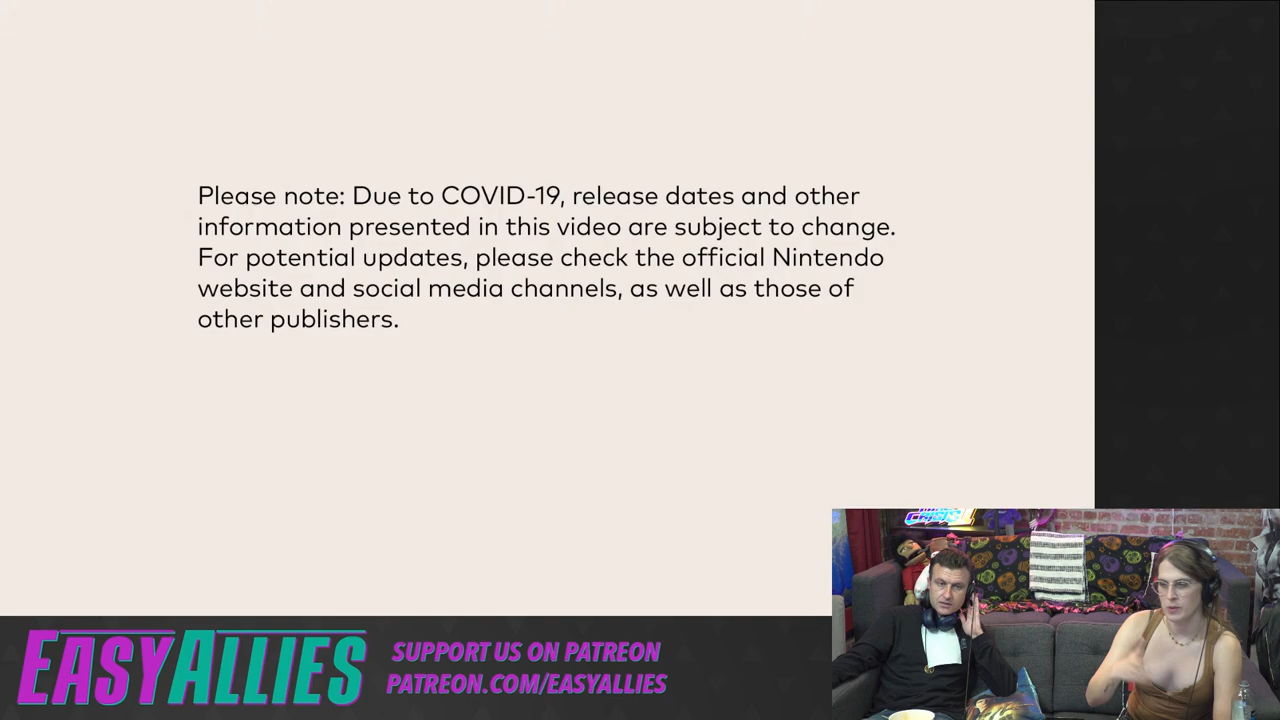 Please note: Due to COVID-19, release dates and other
information presented in this video are subject to change.
For potential updates, please check the official Nintendo
website and social media channels, as well as those of
other publishers.
CRISIS
EASYALLIES
SUPPORT US ON PATREON
PATREON.COM/EASYALLIES